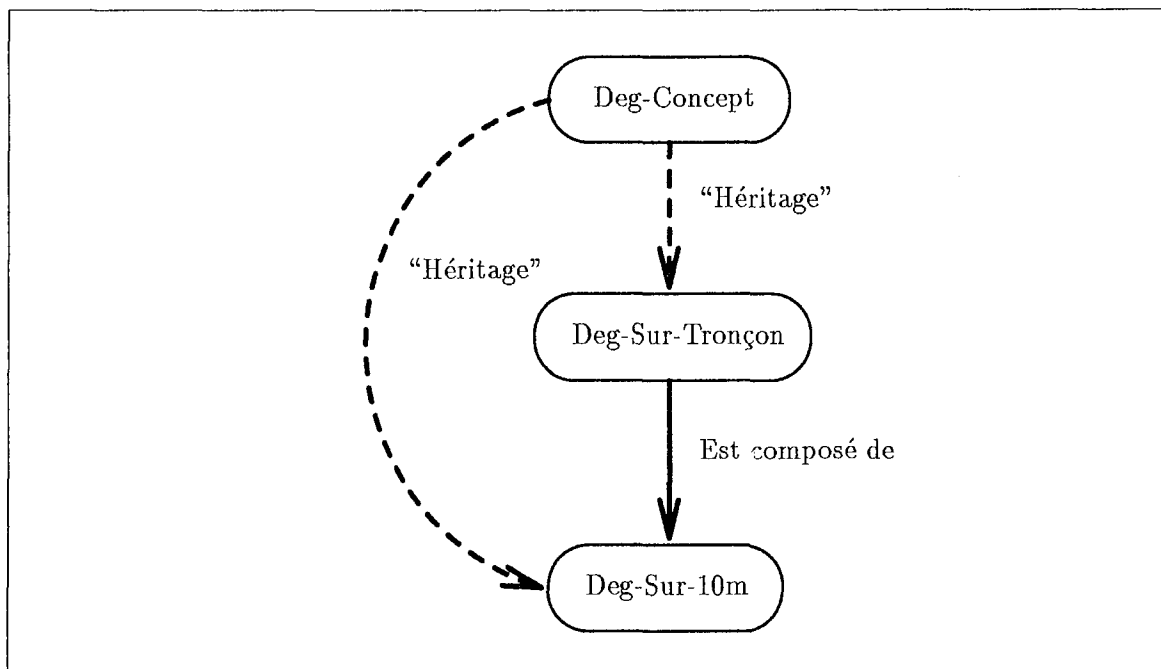 Deg-Concept
“Héritage”
“Héritage”
Deg-Sur-Tronçon
Est composé de
Deg-Sur-10m